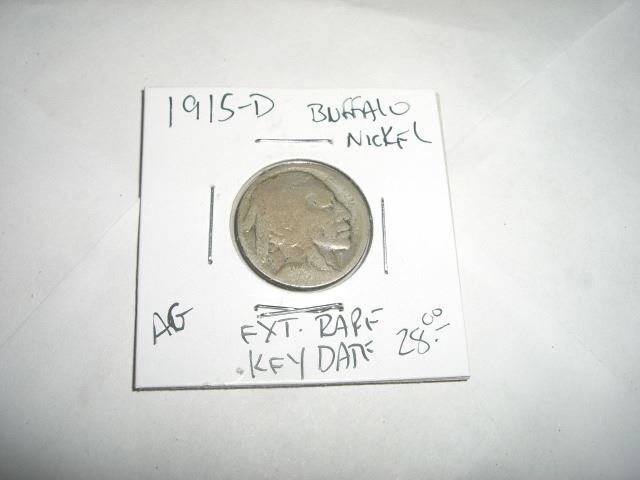 1915-D BUFFALO
NICKEL
AG EXT. RARE 28.00
KEY DATE